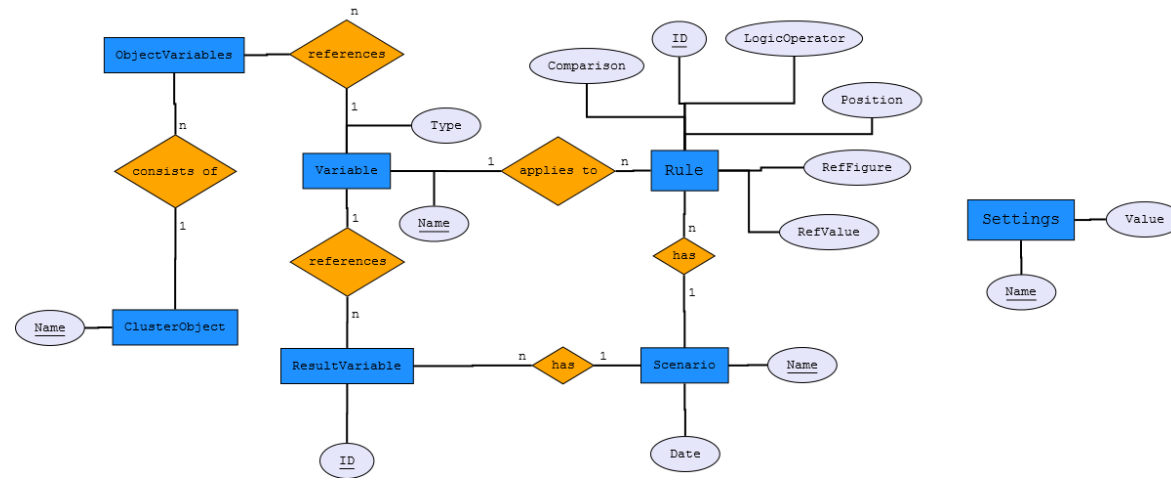 n
ID
LogicOperator
ObjectVariables
references
Comparison
Position
n
1
Type
consists of
Variable
1
applies to
n
Rule
RefFigure
1
Name
Settings
Value
1
n
RefValue
references
has
Name
n
1
Name
ClusterObject
ResultVariable
n
has
1
Scenario
Name
ID
Date